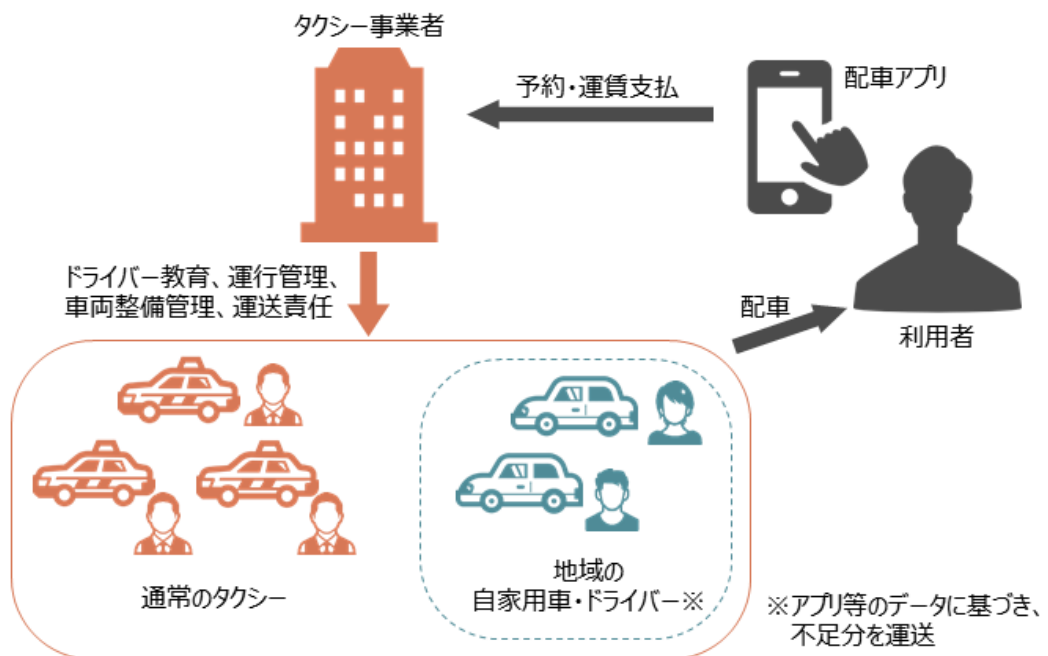 タクシー事業者
予約・運賃支払
配車アプリ
ドライバー教育、運行管理、
車両整備管理、運送責任
配車
利用者
通常のタクシー
地域の
自家用車・ドライバー※
※アプリ等のデータに基づき、
不足分を運送